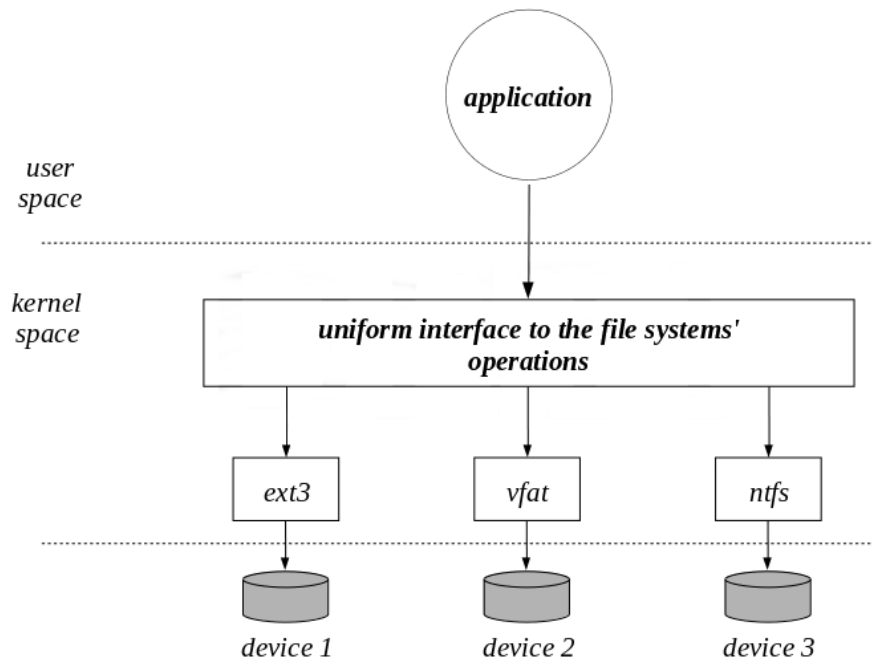 application
user
space
kernel
space
uniform interface to the file systems'
operations
ext3
vfat
ntfs
device 1
device 2
device 3